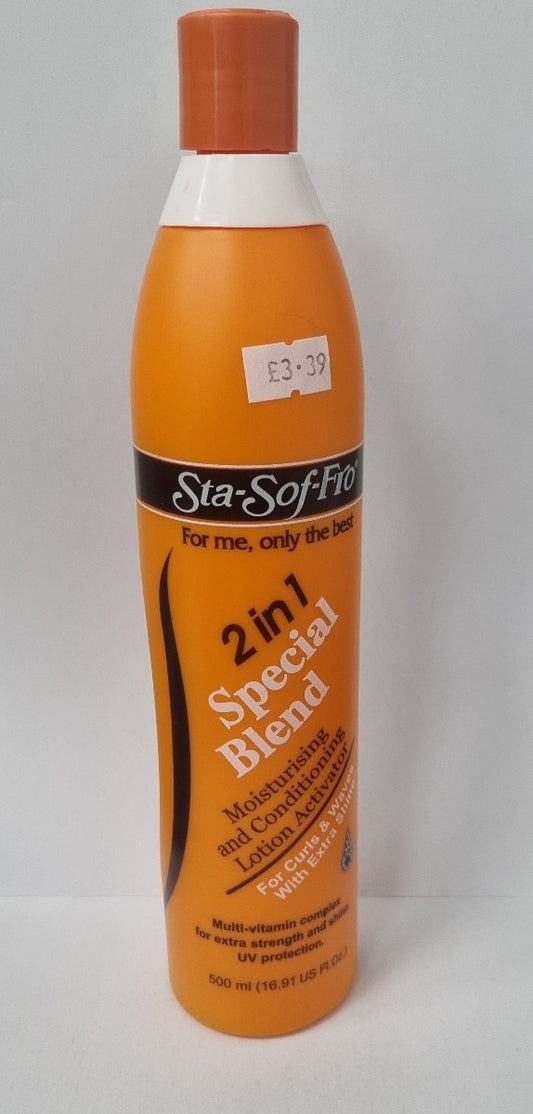 £3.39
Sta-Sof-Fro®
For me, only the best
2 in 1
Special
Blend
Moisturising
and Conditioning
Lotion Activator
For Curls & Waves
With Extra Shine
Multi-vitamin complex
for extra strength and shine
UV protection.
500 ml (16.91 US Fl.Oz.)